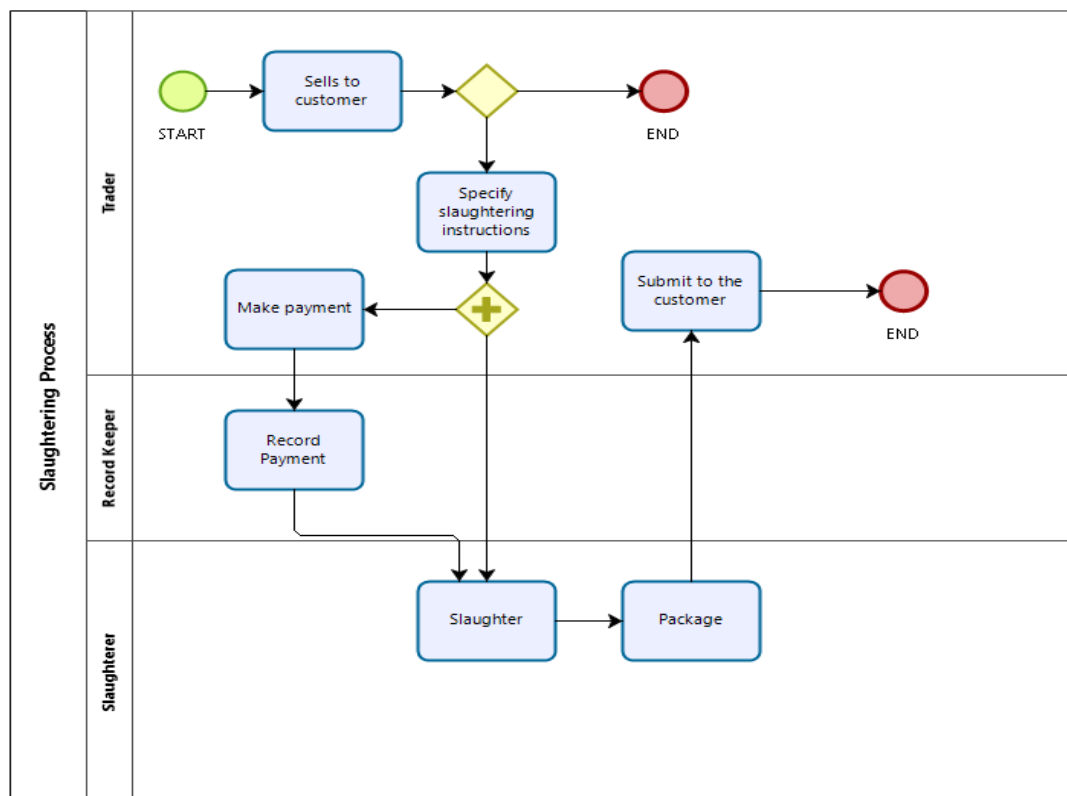 Slaughtering Process
Trader
START
Sells to
customer
END
Specify
slaughtering
instructions
Make payment
Submit to the
customer
END
Record Keeper
Record
Payment
Slaughterer
Slaughter
Package